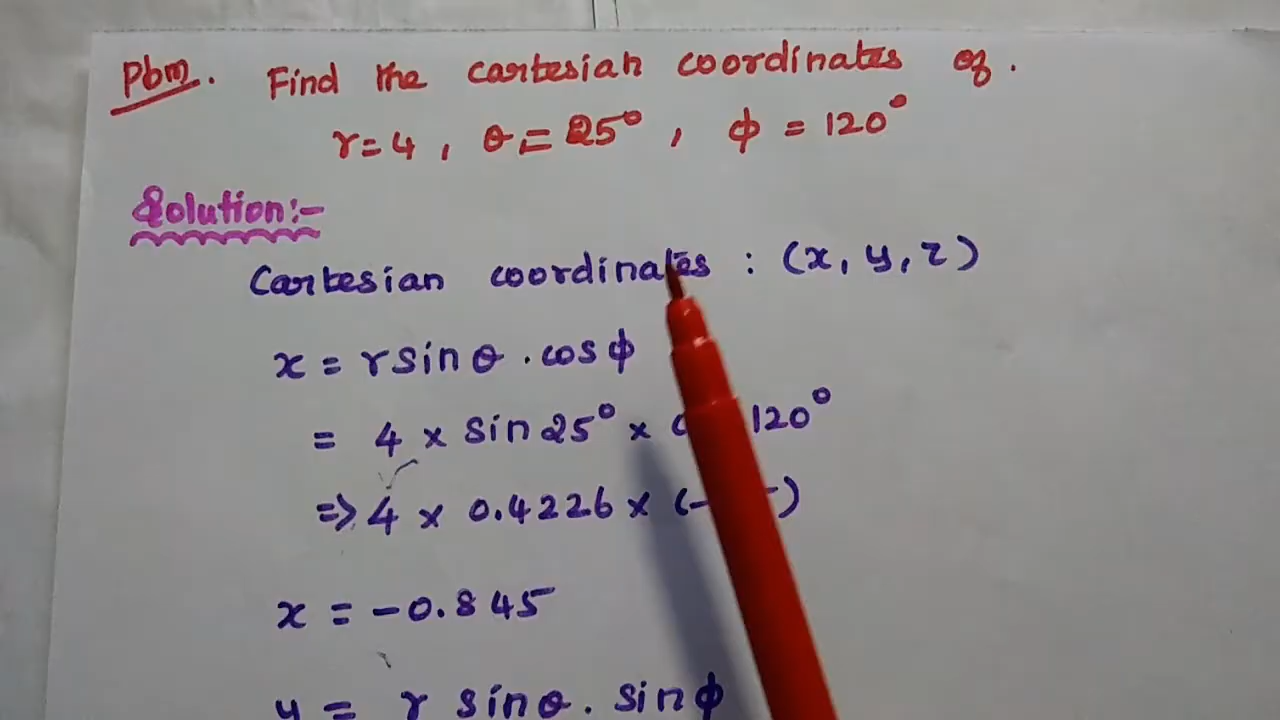 Pbm. Find the cartesian coordinates of.
r=4, θ=25°, φ=120°
Solution:-
Cartesian coordinates : (x, y, z)
x = r sin θ . cos φ
= 4 × sin 25° × 120°
=> 4 × 0.4226 × (- )
x = -0.845
y = r sin θ . sin φ